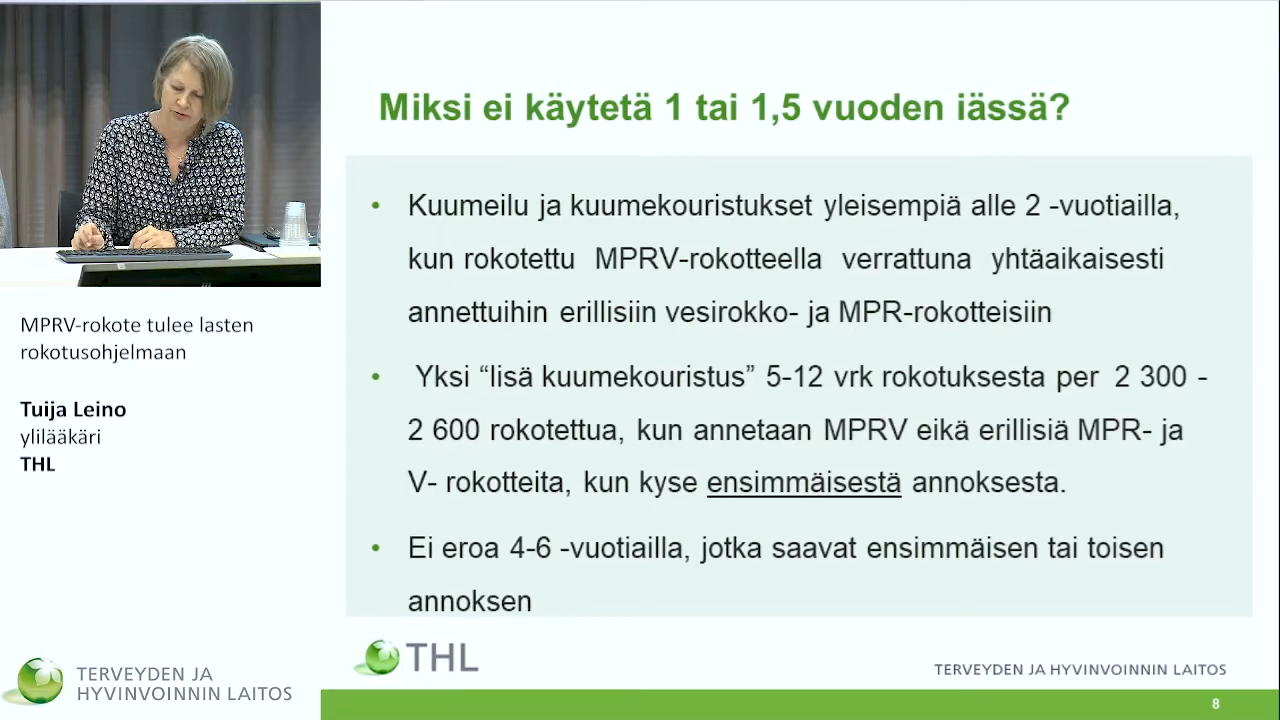 Miksi ei käytetä 1 tai 1,5 vuoden iässä?
• Kuumeilu ja kuumekouristukset yleisempiä alle 2 -vuotiailla,
kun rokotettu MPRV-rokotteella verrattuna yhtäaikaisesti
annettuihin erillisiin vesirokko- ja MPR-rokotteisiin
• Yksi “lisä kuumekouristus” 5-12 vrk rokotuksesta per 2 300 -
2 600 rokotettua, kun annetaan MPRV eikä erillisiä MPR- ja
V- rokotteita, kun kyse ensimmäisestä annoksesta.
• Ei eroa 4-6 -vuotiailla, jotka saavat ensimmäisen tai toisen
annoksen
THL
TERVEYDEN JA HYVINVOINNIN LAITOS
8
MPRV-rokote tulee lasten
rokotusohjelmaan
Tuija Leino
ylilääkäri
THL
TERVEYDEN JA
HYVINVOINNIN LAITOS